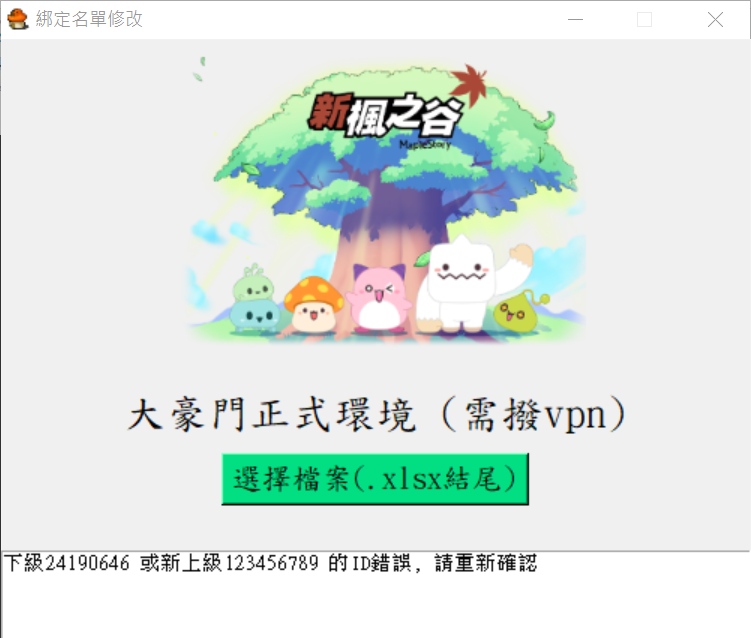 綁定名單修改
新楓之谷
MapleStory
大豪門正式環境 (需撥vpn)
選擇檔案(.xlsx結尾)
下級24190646 或新上級123456789 的ID錯誤, 請重新確認